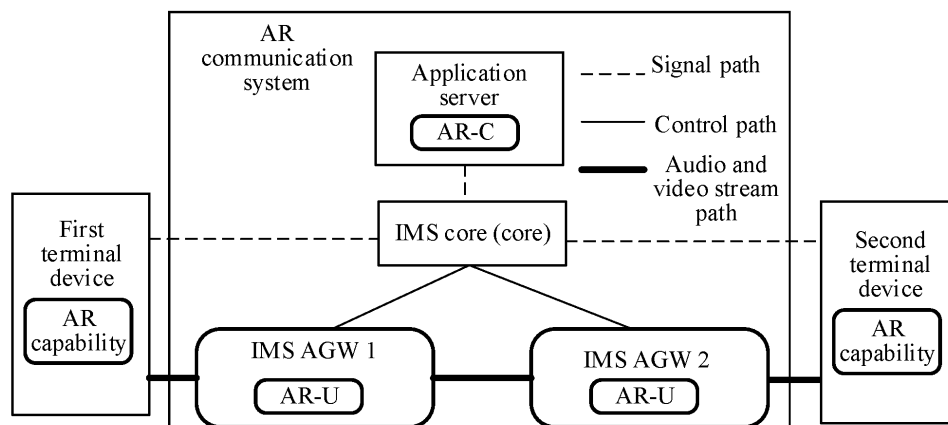 AR
communication
system
Application
server
AR-C
Signal path
Control path
Audio and
video stream
path
First
terminal
device
AR
capability
IMS core (core)
Second
terminal
device
AR
capability
IMS AGW 1
AR-U
IMS AGW 2
AR-U